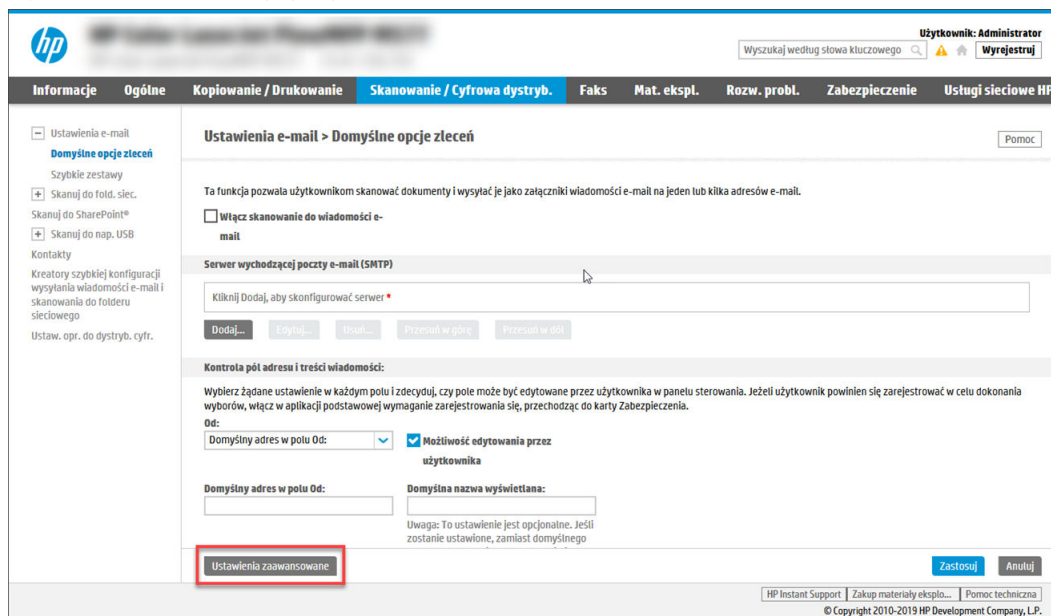 hp
Użytkownik: Administrator
Wyszukaj według słowa kluczowego
Wyrejestruj
Informacje Ogólne Kopiowanie / Drukowanie Skanowanie / Cyfrowa dystryb. Faks Mat. ekspl. Rozw. probl. Zabezpieczenie Usługi sieciowe HP
Ustawienia e-mail
Domyślne opcje zleceń
Szybkie zestawy
Skanuj do fold. siec.
Skanuj do SharePoint®
Skanuj do nap. USB
Kontakty
Kreatory szybkiej konfiguracji
wysyłania wiadomości e-mail i
skanowania do folderu
sieciowego
Ustaw. opr. do dystryb. cyfr.
Ustawienia e-mail > Domyślne opcje zleceń
Pomoc
Ta funkcja pozwala użytkownikom skanować dokumenty i wysyłać je jako załączniki wiadomości e-mail na jeden lub kilka adresów e-mail.
Włącz skanowanie do wiadomości e-
mail
Serwer wychodzącej poczty e-mail (SMTP)
Kliknij Dodaj, aby skonfigurować serwer *
Dodaj... Edytuj... Usuń... Przesuń w górę Przesuń w dół
Kontrola pól adresu i treści wiadomości:
Wybierz żądane ustawienie w każdym polu i zdecyduj, czy pole może być edytowane przez użytkownika w panelu sterowania. Jeżeli użytkownik powinien się zarejestrować w celu dokonania
wyborów, włącz w aplikacji podstawowej wymaganie zarejestrowania się, przechodząc do karty Zabezpieczenia.
Od:
Domyślny adres w polu Od:
Możliwość edytowania przez
użytkownika
Domyślny adres w polu Od: Domyślna nazwa wyświetlana:
Uwaga: To ustawienie jest opcjonalne. Jeśli
zostanie ustawione, zamiast domyślnego
Ustawienia zaawansowane
Zastosuj Anuluj
HP Instant Support Zakup materiały eksplo... Pomoc techniczna
© Copyright 2010-2019 HP Development Company, L.P.